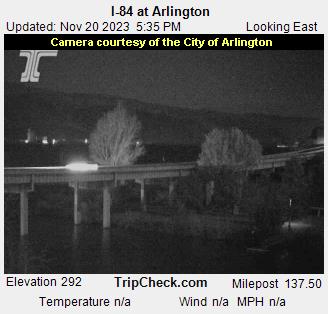 I-84 at Arlington
Updated: Nov 20 2023 5:35 PM Looking East
Camera courtesy of the City of Arlington
Elevation 292 TripCheck.com Milepost 137.50
Temperature n/a Wind n/a MPH n/a